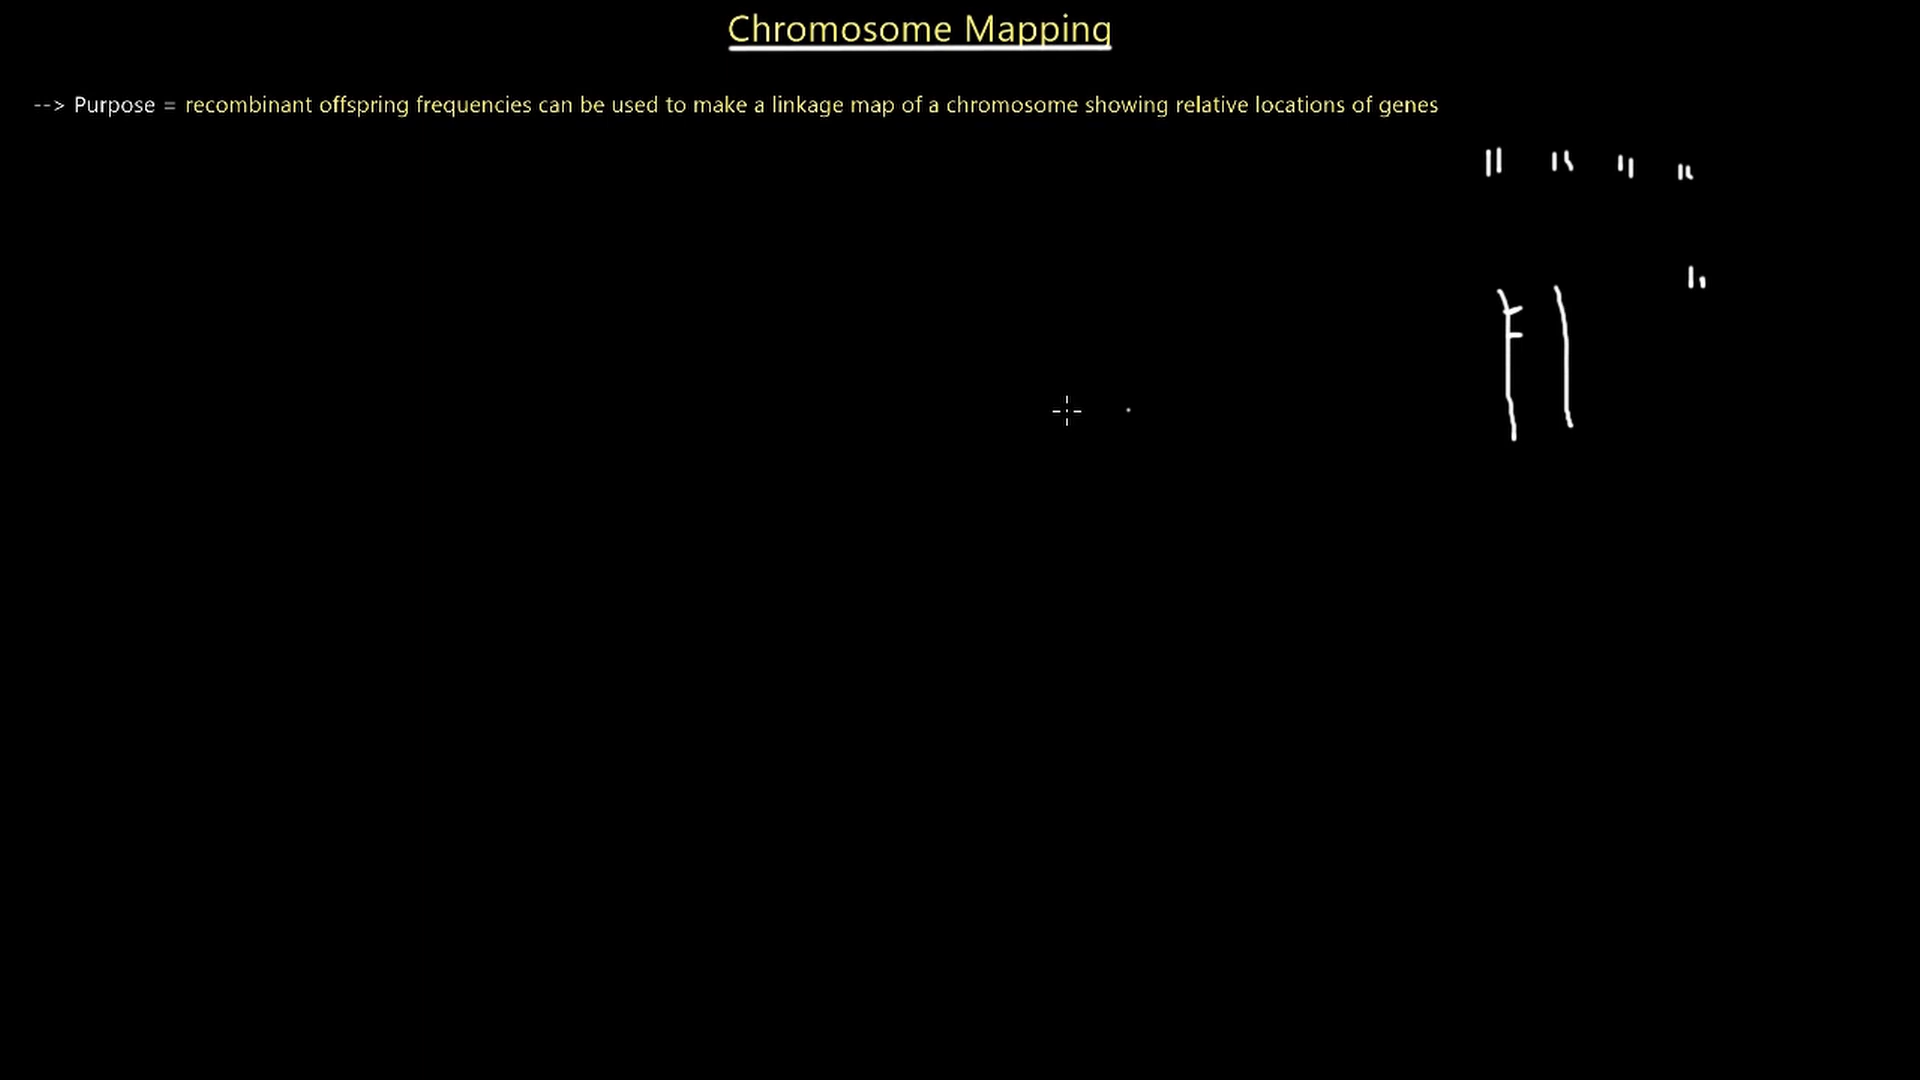 Chromosome Mapping
--> Purpose = recombinant offspring frequencies can be used to make a linkage map of a chromosome showing relative locations of genes